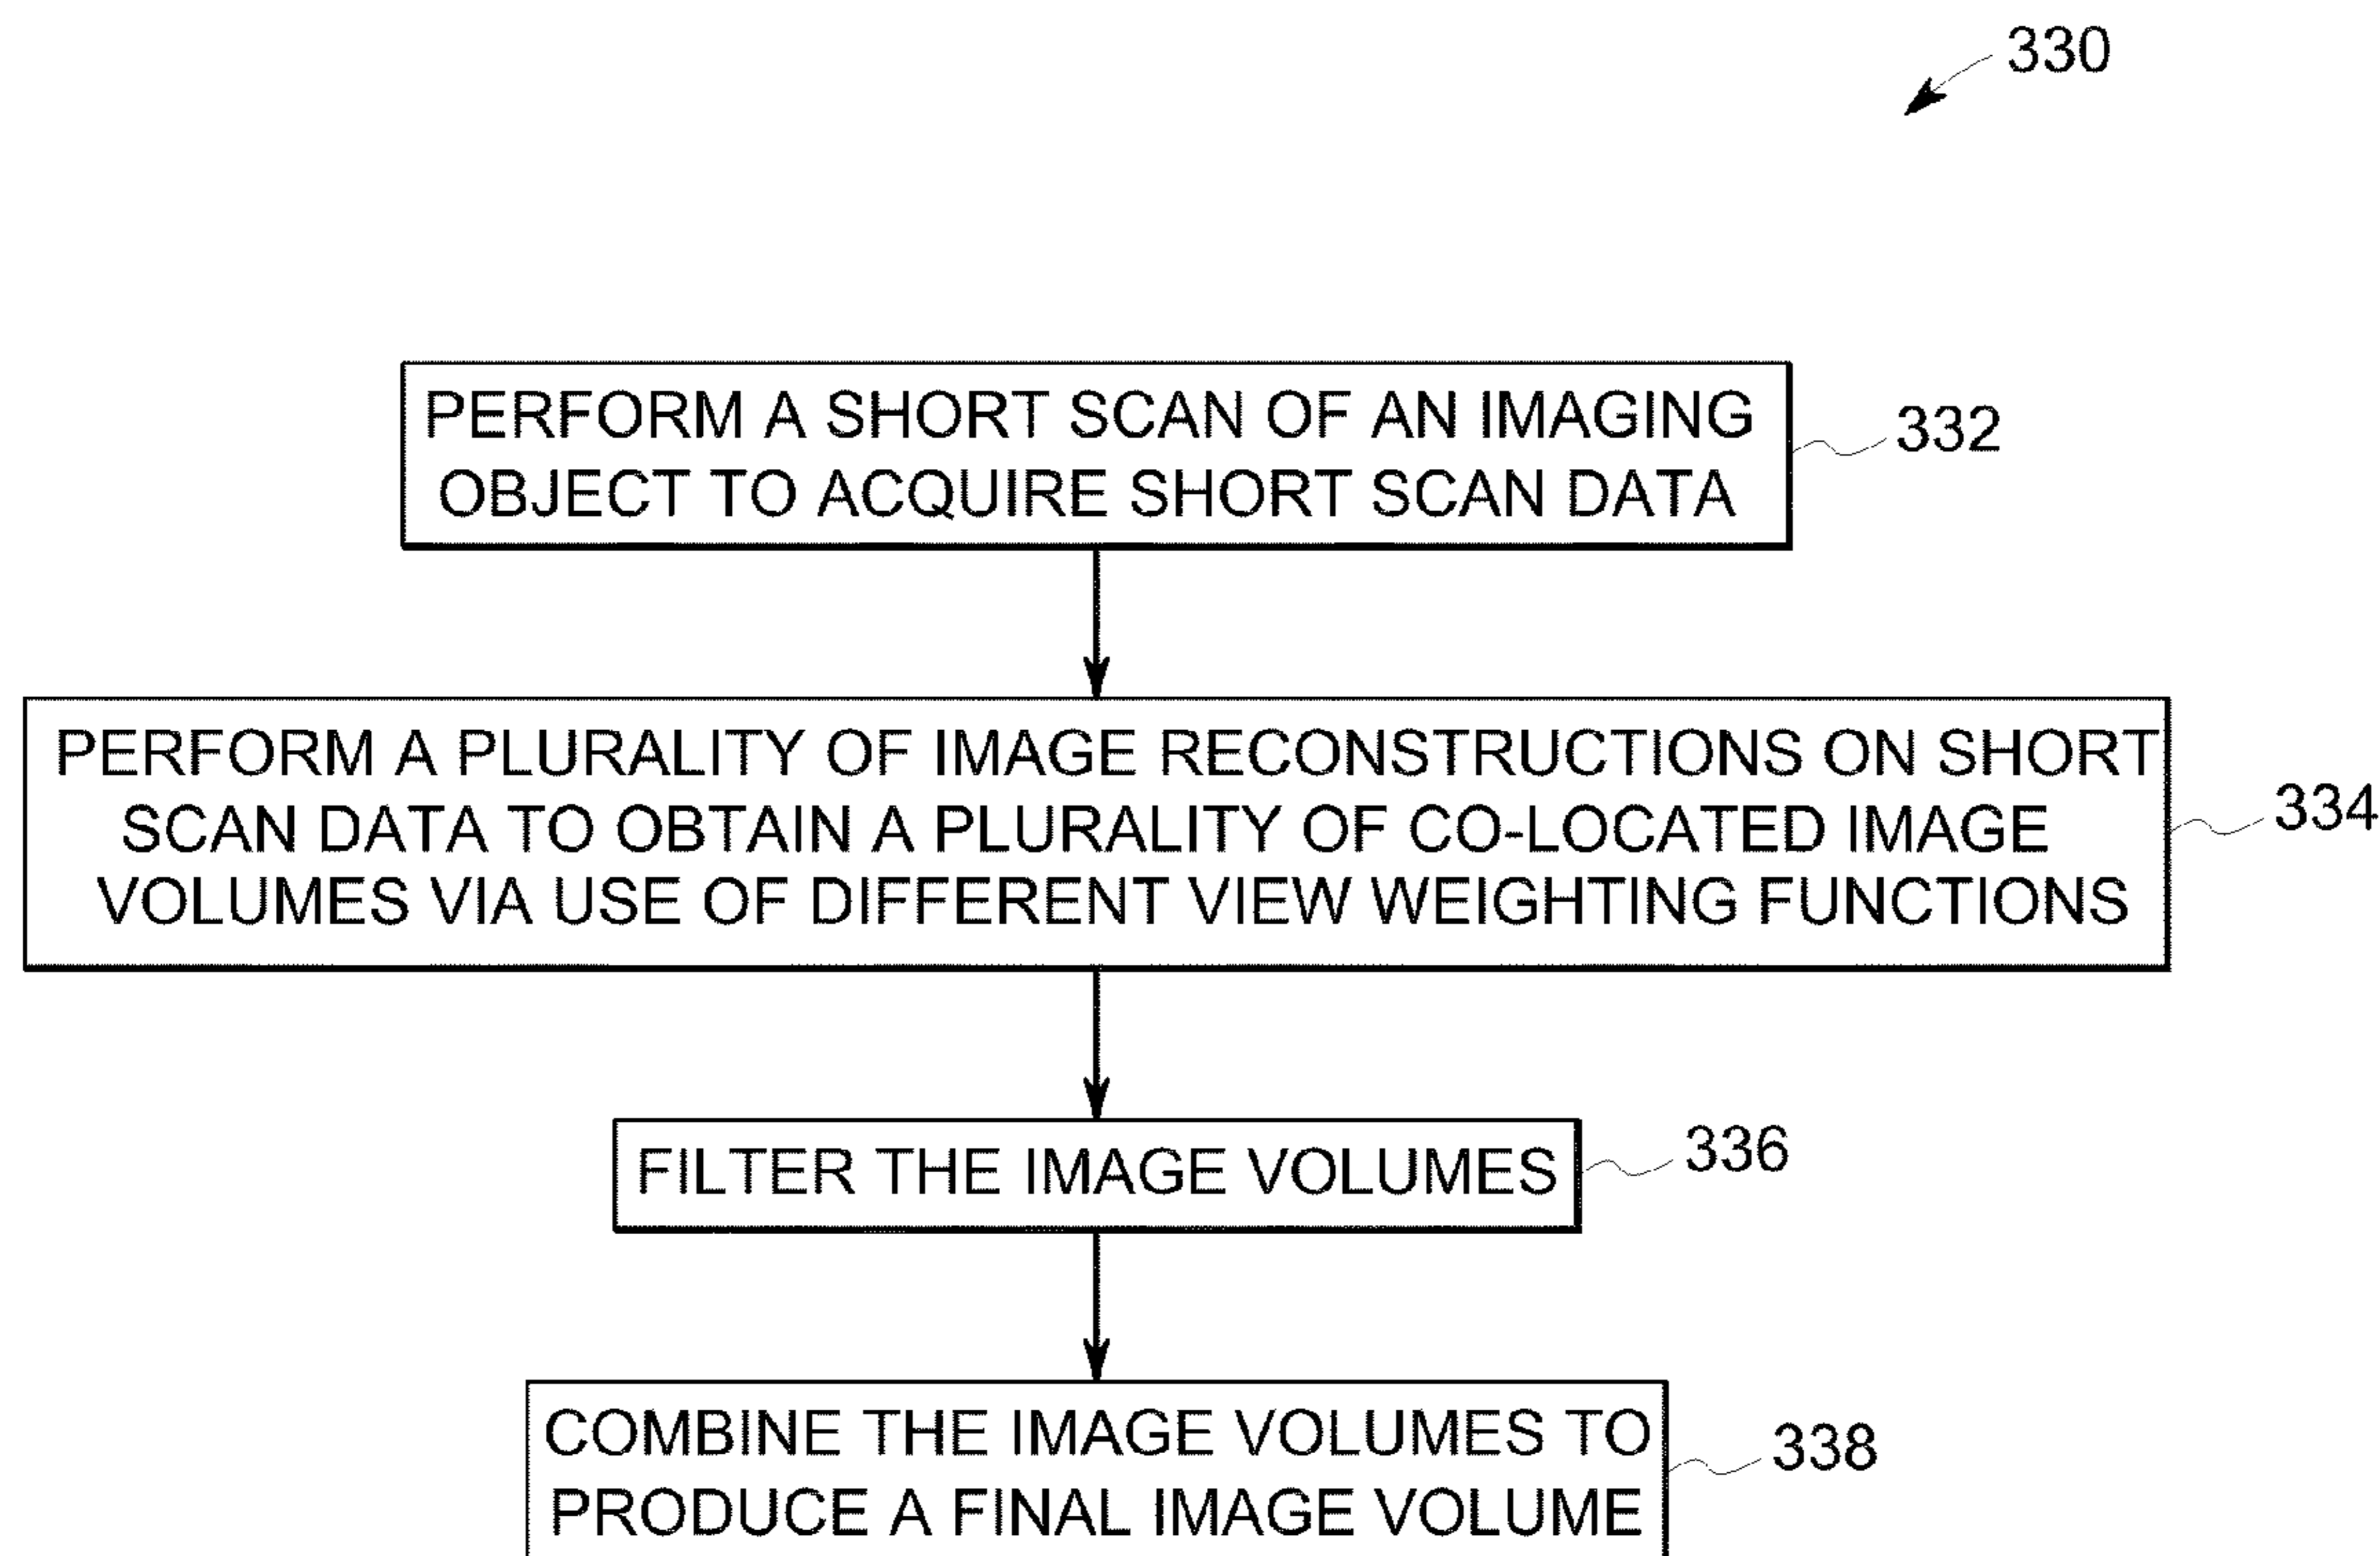 330
PERFORM A SHORT SCAN OF AN IMAGING
OBJECT TO ACQUIRE SHORT SCAN DATA
332
PERFORM A PLURALITY OF IMAGE RECONSTRUCTIONS ON SHORT
SCAN DATA TO OBTAIN A PLURALITY OF CO-LOCATED IMAGE
VOLUMES VIA USE OF DIFFERENT VIEW WEIGHTING FUNCTIONS
334
FILTER THE IMAGE VOLUMES
336
COMBINE THE IMAGE VOLUMES TO
PRODUCE A FINAL IMAGE VOLUME
338